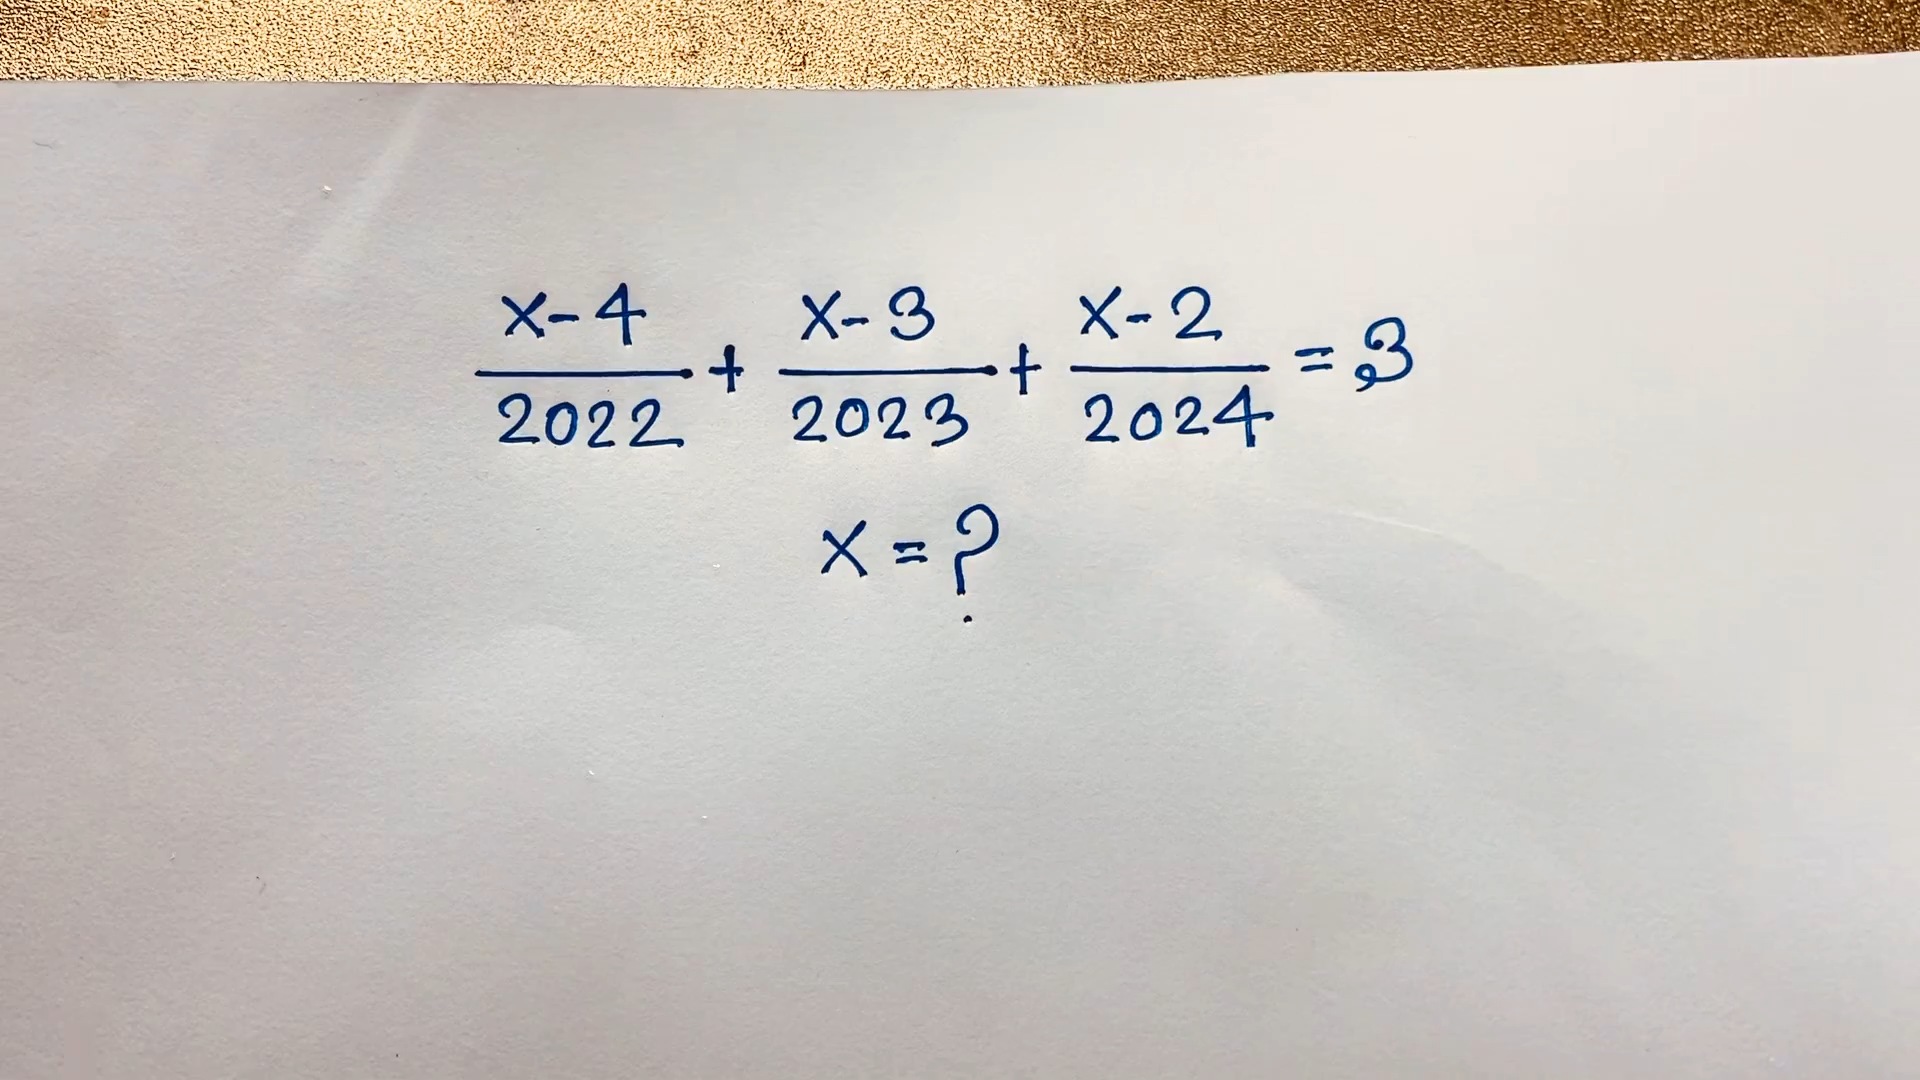 x-4/2022 + x-3/2023 + x-2/2024 = 3
x = ?